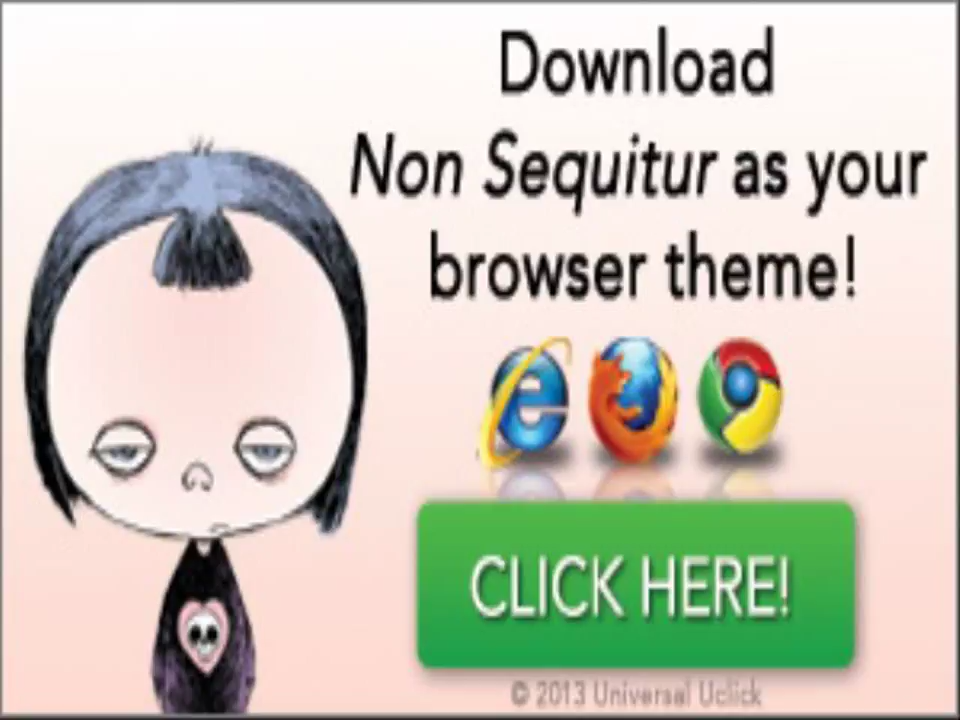 Download
Non Sequitur as your
browser theme!
CLICK HERE!
© 2013 Universal Uclick